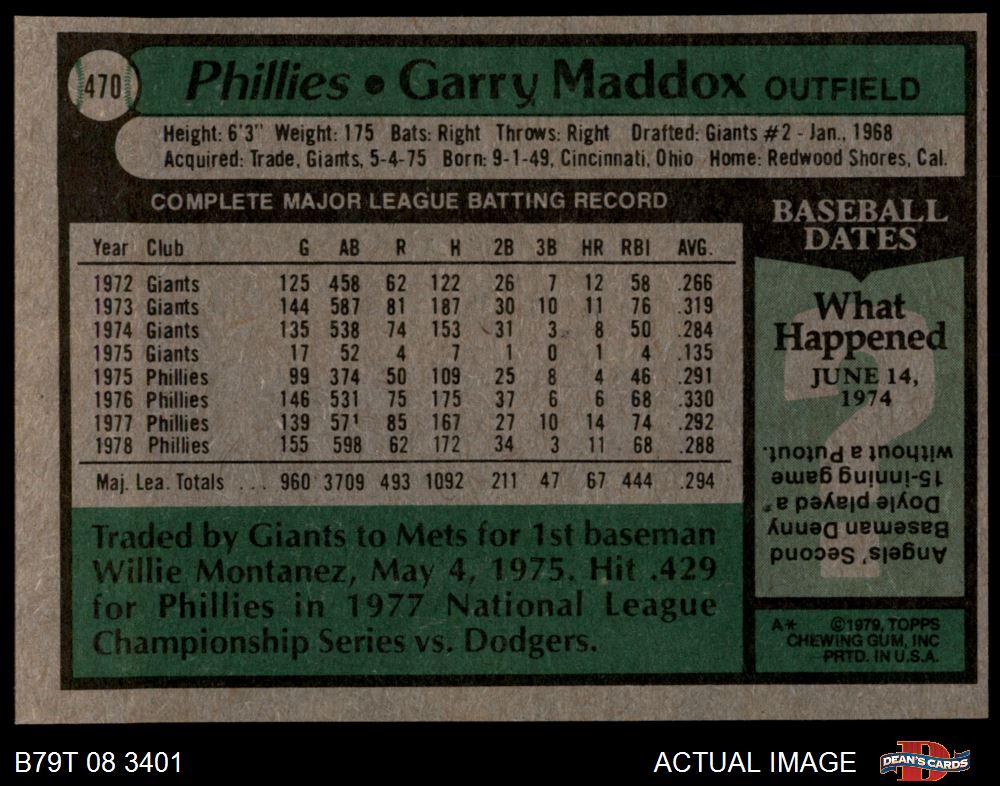 470
Phillies • Garry Maddox OUTFIELD
Height: 6'3" Weight: 175 Bats: Right Throws: Right Drafted: Giants #2 - Jan., 1968
Acquired: Trade, Giants, 5-4-75 Born: 9-1-49, Cincinnati, Ohio Home: Redwood Shores, Cal.
COMPLETE MAJOR LEAGUE BATTING RECORD
Year Club G AB R H 2B 3B HR RBI AVG.
1972 Giants 125 458 62 122 26 7 12 58 .266
1973 Giants 144 587 81 187 30 10 11 76 .319
1974 Giants 135 538 74 153 31 3 8 50 .284
1975 Giants 17 52 4 7 1 0 1 4 .135
1975 Phillies 99 374 50 109 25 8 4 46 .291
1976 Phillies 146 531 75 175 37 6 6 68 .330
1977 Phillies 139 571 85 167 27 10 14 74 .292
1978 Phillies 155 598 62 172 34 3 11 68 .288
Maj. Lea. Totals ... 960 3709 493 1092 211 47 67 444 .294
Traded by Giants to Mets for 1st baseman
Willie Montanez, May 4, 1975. Hit .429
for Phillies in 1977 National League
Championship Series vs. Dodgers.
BASEBALL
DATES
What
Happened
JUNE 14,
1974
?
Angels' Second
Baseman Denny
Doyle played a
15-inning game
without a Putout.
A* ©1979, TOPPS
CHEWING GUM, INC
PRTD. IN U.S.A.
B79T 08 3401
ACTUAL IMAGE
D
DEAN'S CARDS